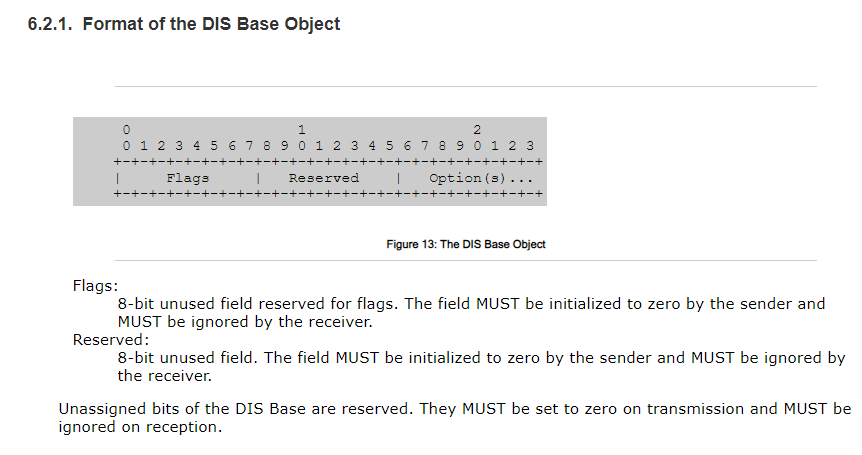 6.2.1. Format of the DIS Base Object
0 1 2
0 1 2 3 4 5 6 7 8 9 0 1 2 3 4 5 6 7 8 9 0 1 2 3
+-+-+-+-+-+-+-+-+-+-+-+-+-+-+-+-+-+-+-+-+-+-+-+-+
| Flags | Reserved | Option(s)...
+-+-+-+-+-+-+-+-+-+-+-+-+-+-+-+-+-+-+-+-+-+-+-+-+
Figure 13: The DIS Base Object
Flags:
8-bit unused field reserved for flags. The field MUST be initialized to zero by the sender and
MUST be ignored by the receiver.
Reserved:
8-bit unused field. The field MUST be initialized to zero by the sender and MUST be ignored by
the receiver.
Unassigned bits of the DIS Base are reserved. They MUST be set to zero on transmission and MUST be
ignored on reception.